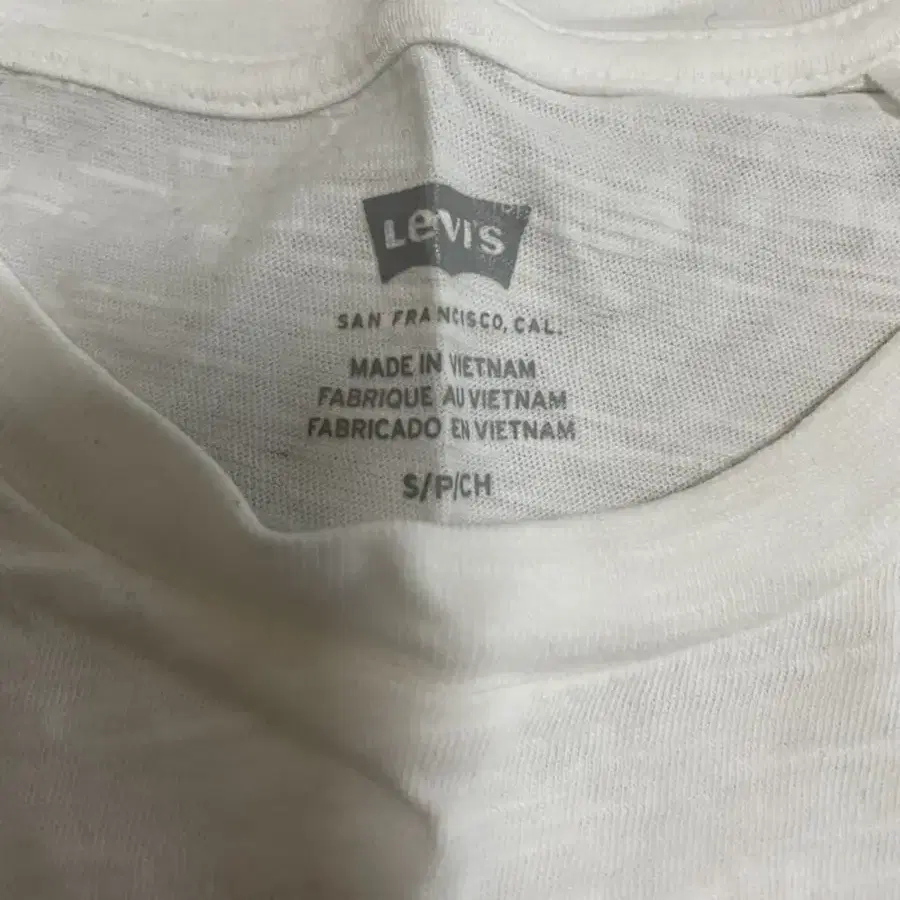 Levi's
SAN FRANCISCO, CAL.
MADE IN VIETNAM
FABRIQUE AU VIETNAM
FABRICADO EN VIETNAM
S/P/CH